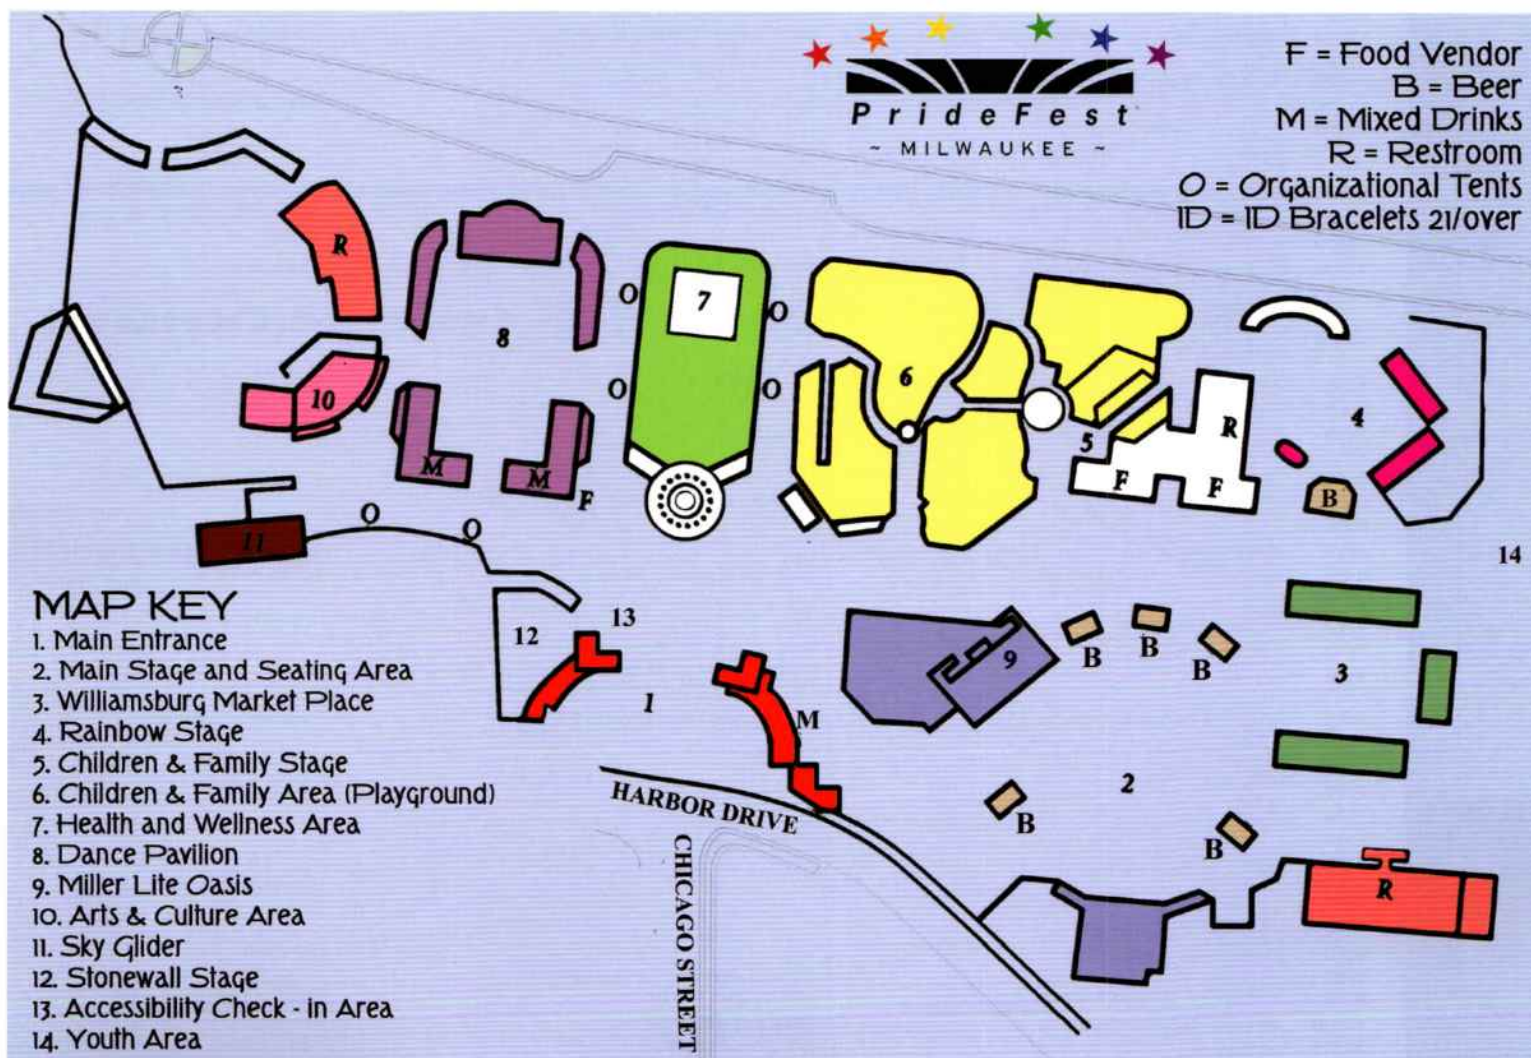 PrideFest
~ MILWAUKEE ~
F = Food Vendor
B = Beer
M = Mixed Drinks
R = Restroom
O = Organizational Tents
ID = ID Bracelets 21/over
R
8
O
7
O
6
10
O
O
5
R
4
M
M
F
F
F
B
11
O
O
14
12
13
1
M
9
B
B
B
3
2
B
B
R
HARBOR DRIVE
CHICAGO STREET
MAP KEY
1. Main Entrance
2. Main Stage and Seating Area
3. Williamsburg Market Place
4. Rainbow Stage
5. Children & Family Stage
6. Children & Family Area (Playground)
7. Health and Wellness Area
8. Dance Pavilion
9. Miller Lite Oasis
10. Arts & Culture Area
11. Sky Glider
12. Stonewall Stage
13. Accessibility Check - in Area
14. Youth Area